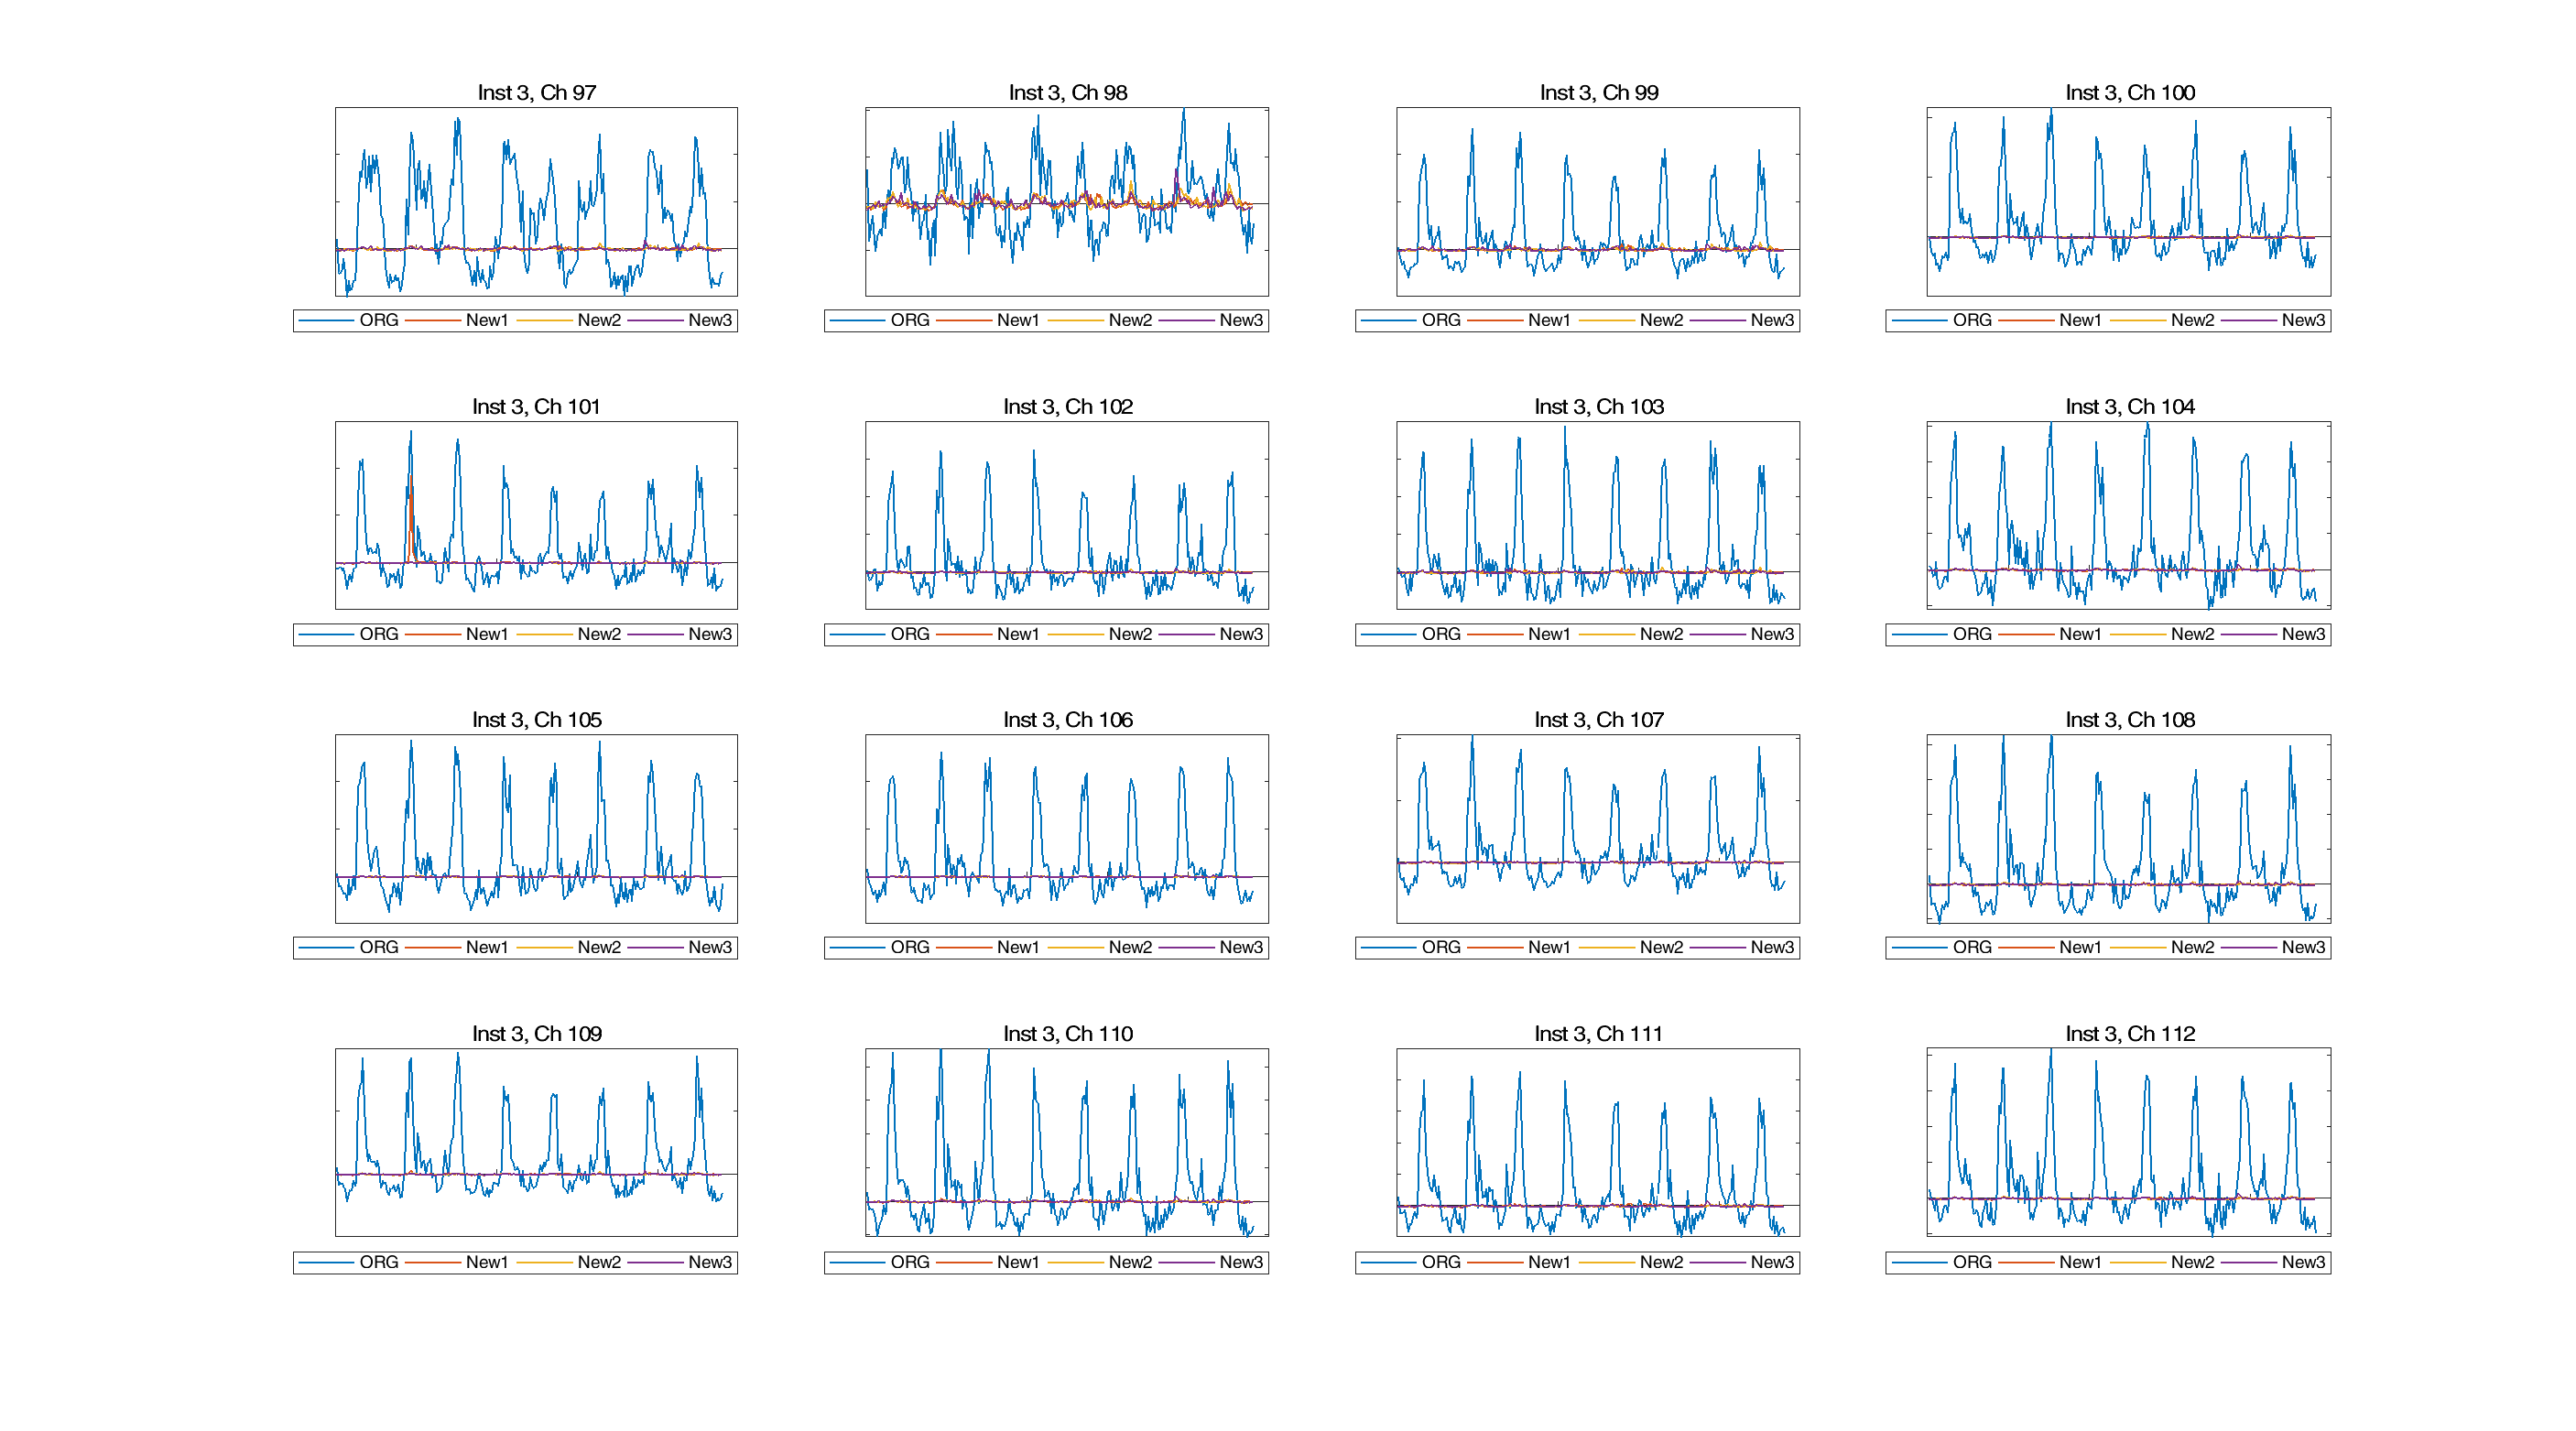 Inst 3, Ch 97
ORG New1 New2 New3
Inst 3, Ch 98
ORG New1 New2 New3
Inst 3, Ch 99
ORG New1 New2 New3
Inst 3, Ch 100
ORG New1 New2 New3
Inst 3, Ch 101
ORG New1 New2 New3
Inst 3, Ch 102
ORG New1 New2 New3
Inst 3, Ch 103
ORG New1 New2 New3
Inst 3, Ch 104
ORG New1 New2 New3
Inst 3, Ch 105
ORG New1 New2 New3
Inst 3, Ch 106
ORG New1 New2 New3
Inst 3, Ch 107
ORG New1 New2 New3
Inst 3, Ch 108
ORG New1 New2 New3
Inst 3, Ch 109
ORG New1 New2 New3
Inst 3, Ch 110
ORG New1 New2 New3
Inst 3, Ch 111
ORG New1 New2 New3
Inst 3, Ch 112
ORG New1 New2 New3